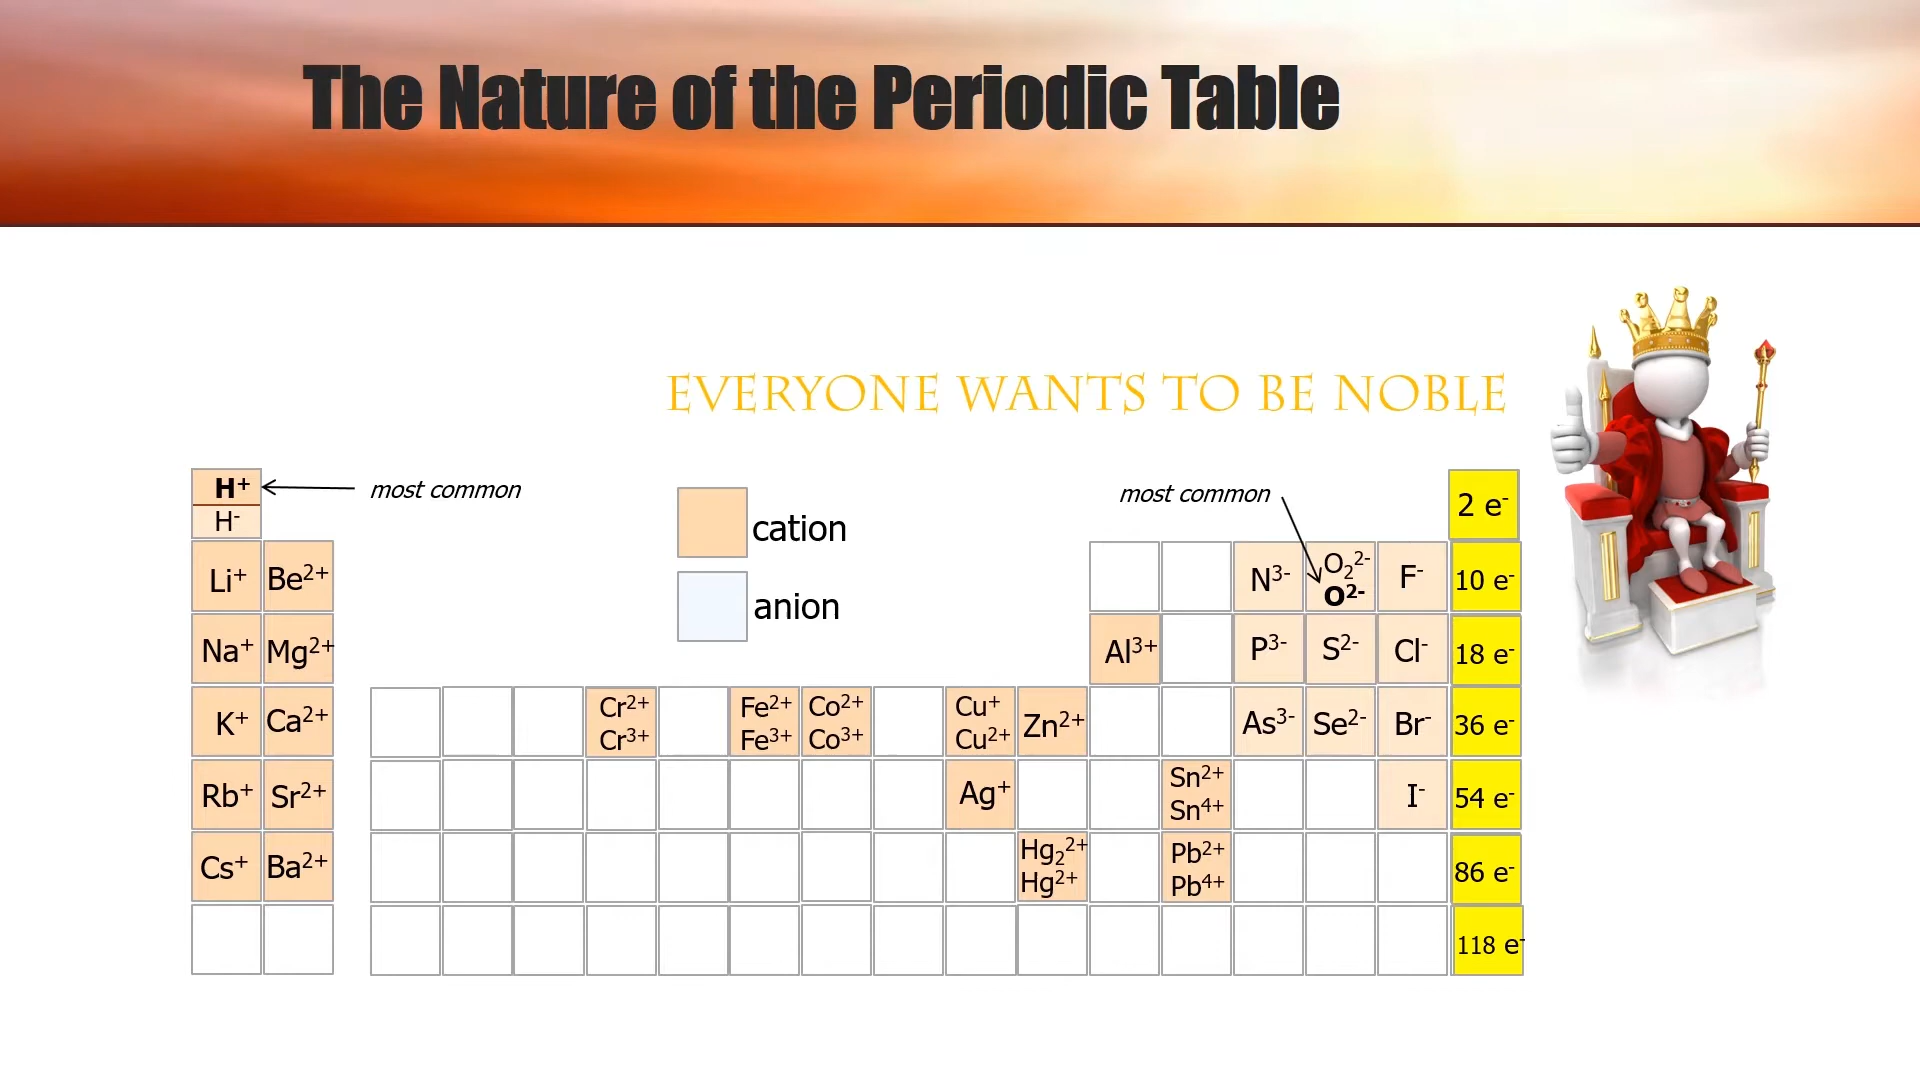 The Nature of the Periodic Table
EVERYONE WANTS TO BE NOBLE
H⁺ most common most common 2 e⁻
H⁻
cation
anion
Li⁺ Be²⁺ N³⁻ O₂²⁻ O²⁻ F⁻ 10 e⁻
Na⁺ Mg²⁺ Al³⁺ P³⁻ S²⁻ Cl⁻ 18 e⁻
K⁺ Ca²⁺ Cr²⁺ Cr³⁺ Fe²⁺ Fe³⁺ Co²⁺ Co³⁺ Cu⁺ Cu²⁺ Zn²⁺ As³⁻ Se²⁻ Br⁻ 36 e⁻
Rb⁺ Sr²⁺ Ag⁺ Sn²⁺ Sn⁴⁺ I⁻ 54 e⁻
Cs⁺ Ba²⁺ Hg₂²⁺ Hg²⁺ Pb²⁺ Pb⁴⁺ 86 e⁻
118 e⁻